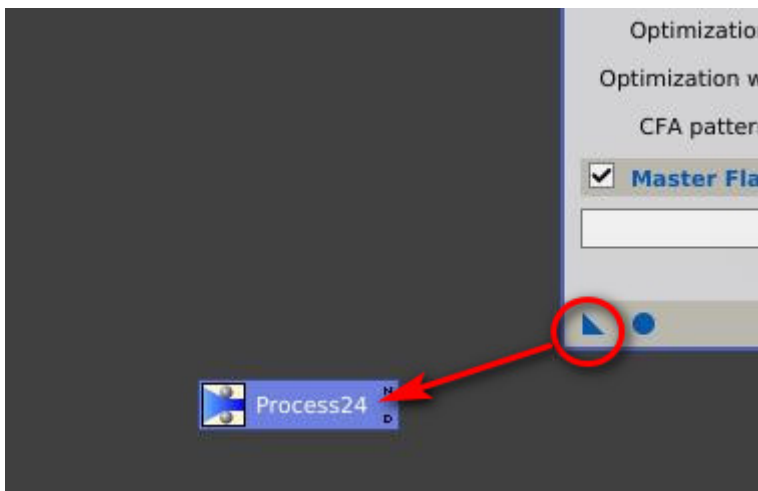 Optimizatio
Optimization w
CFA patter
Master Fla
Process24
N
D